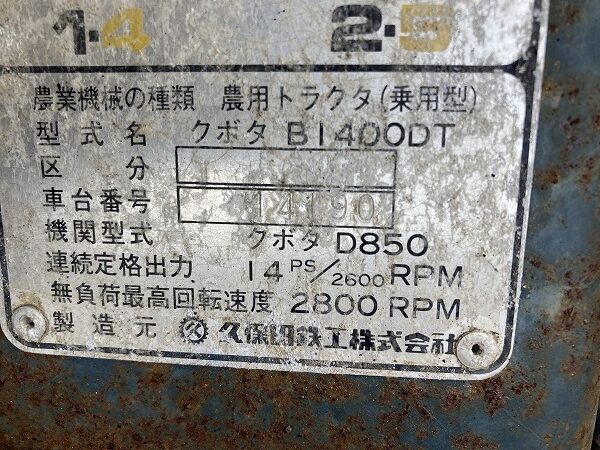 1-4 2-5
農業機械の種類 農用トラクタ(乗用型)
型式名 クボタ B1400DT
区分
車台番号 14190
機関型式 クボタ D850
連続定格出力 14PS/2600RPM
無負荷最高回転速度 2800RPM
製造元 久保田鉄工株式会社